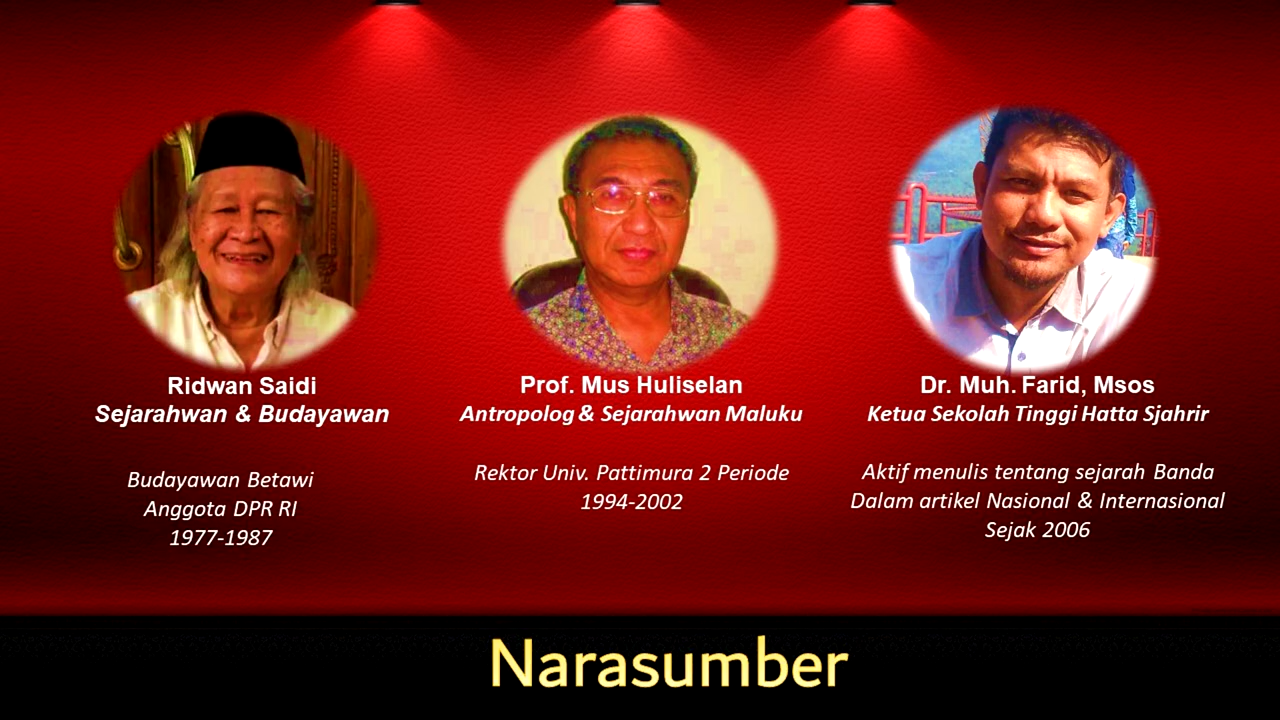 Ridwan Saidi
Sejarahwan & Budayawan
Budayawan Betawi
Anggota DPR RI
1977-1987
Prof. Mus Huliselan
Antropolog & Sejarahwan Maluku
Rektor Univ. Pattimura 2 Periode
1994-2002
Dr. Muh. Farid, Msos
Ketua Sekolah Tinggi Hatta Sjahrir
Aktif menulis tentang sejarah Banda
Dalam artikel Nasional & Internasional
Sejak 2006
Narasumber